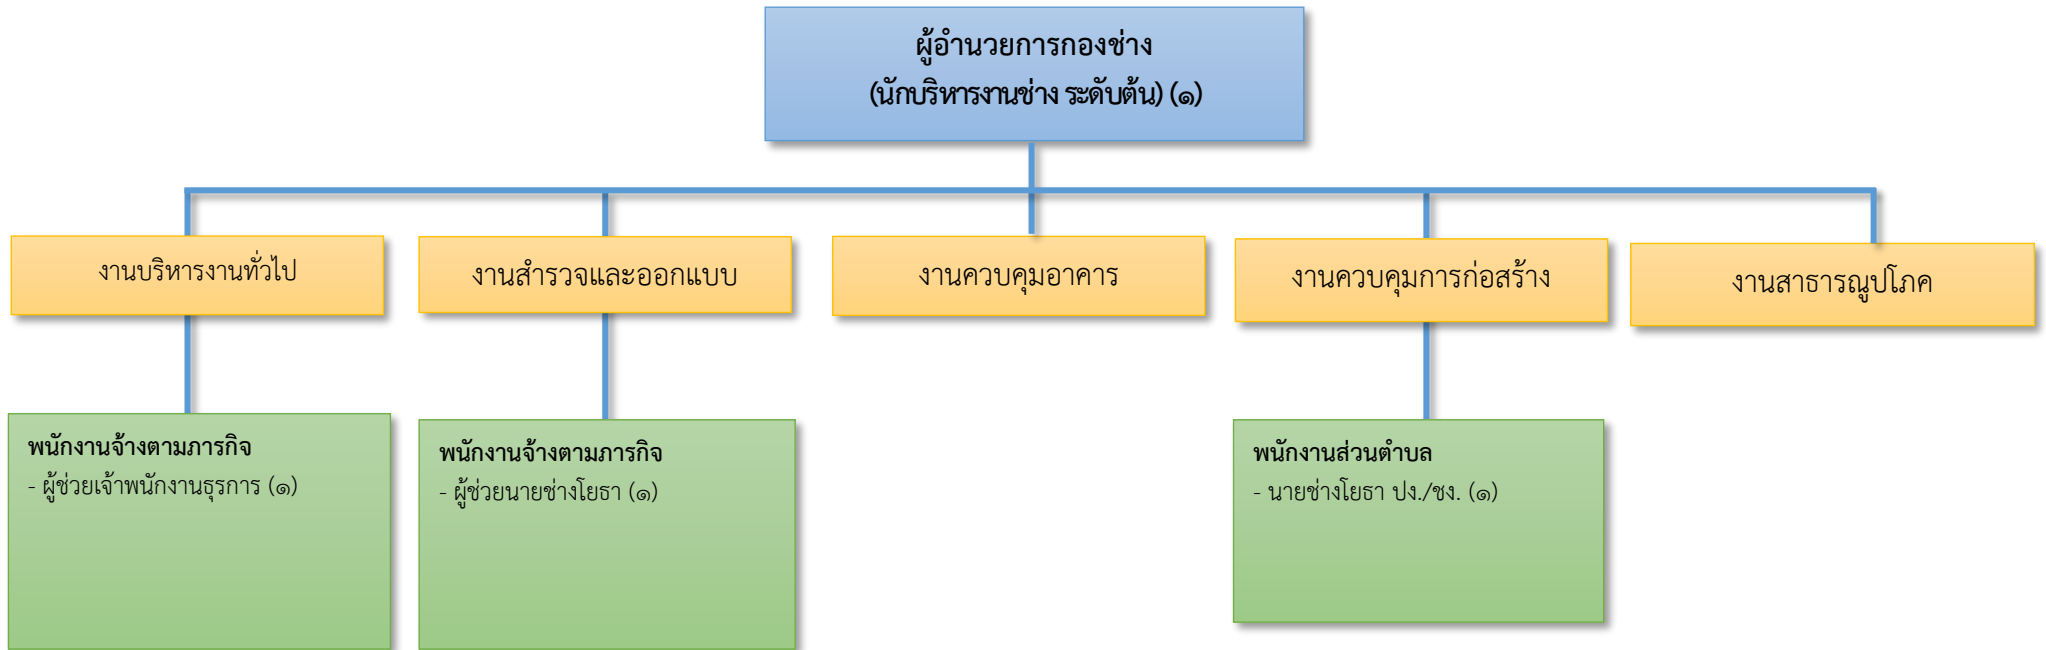 ผู้อำนวยการกองช่าง
(นักบริหารงานช่าง ระดับต้น) (๑)
งานบริหารงานทั่วไป
งานสำรวจและออกแบบ
งานควบคุมอาคาร
งานควบคุมการก่อสร้าง
งานสาธารณูปโภค
พนักงานจ้างตามภารกิจ
- ผู้ช่วยเจ้าพนักงานธุรการ (๑)
พนักงานจ้างตามภารกิจ
- ผู้ช่วยนายช่างโยธา (๑)
พนักงานส่วนตำบล
- นายช่างโยธา ปง./ชง. (๑)